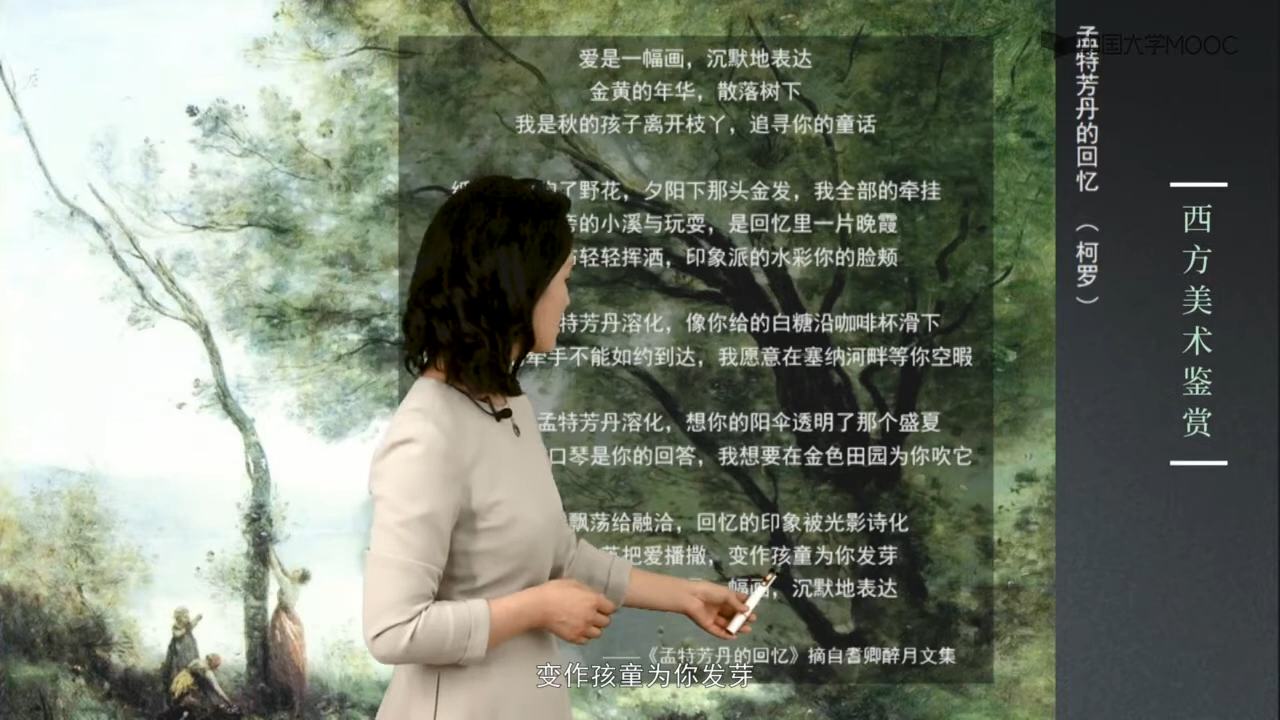 爱是一幅画，沉默地表达
金黄的年华，散落树下
我是秋的孩子离开枝丫，追寻你的童话
了野花，夕阳下那头金发，我全部的牵挂
的小溪与玩耍，是回忆里一片晚霞
轻轻挥洒，印象派的水彩你的脸颊
特芳丹溶化，像你给的白糖沿咖啡杯滑下
牵手不能如约到达，我愿意在塞纳河畔等你空暇
孟特芳丹溶化，想你的阳伞透明了那个盛夏
口琴是你的回答，我想要在金色田园为你吹它
飘荡给融洽，回忆的印象被光影诗化
把爱播撒，变作孩童为你发芽
幅画，沉默地表达
——《孟特芳丹的回忆》摘自耆卿醉月文集
变作孩童为你发芽
孟特芳丹的回忆（柯罗）
国大学MOOC
西方美术鉴赏